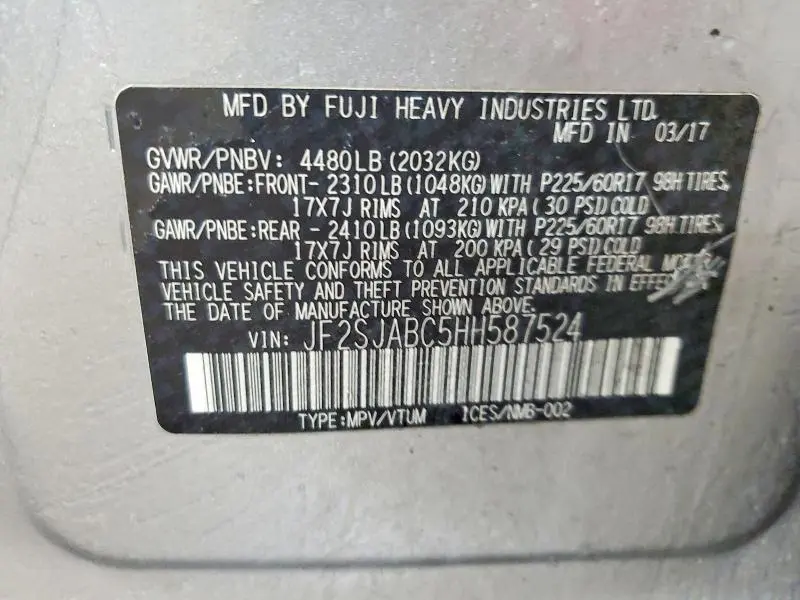 MFD BY FUJI HEAVY INDUSTRIES LTD.
MFD IN 03/17
GVWR/PNBV: 4480LB(2032KG)
GAWR/PNBE:FRONT- 2310LB(1048KG)WITH P225/60R17 98H TIRES,
17X7J RIMS AT 210 KPA( 30 PSI)COLD
GAWR/PNBE:REAR - 2410LB(1093KG)WITH P225/60R17 98H TIRES,
17X7J RIMS AT 200 KPA( 29 PSI)COLD
THIS VEHICLE CONFORMS TO ALL APPLICABLE FEDERAL
VEHICLE SAFETY AND THEFT PREVENTION STANDARDS IN EFFECT
THE DATE OF MANUFACTURE SHOWN ABOVE.
VIN: JF2SJABC5HH587524
TYPE:MPV/VTUM 1CES/NMB-002